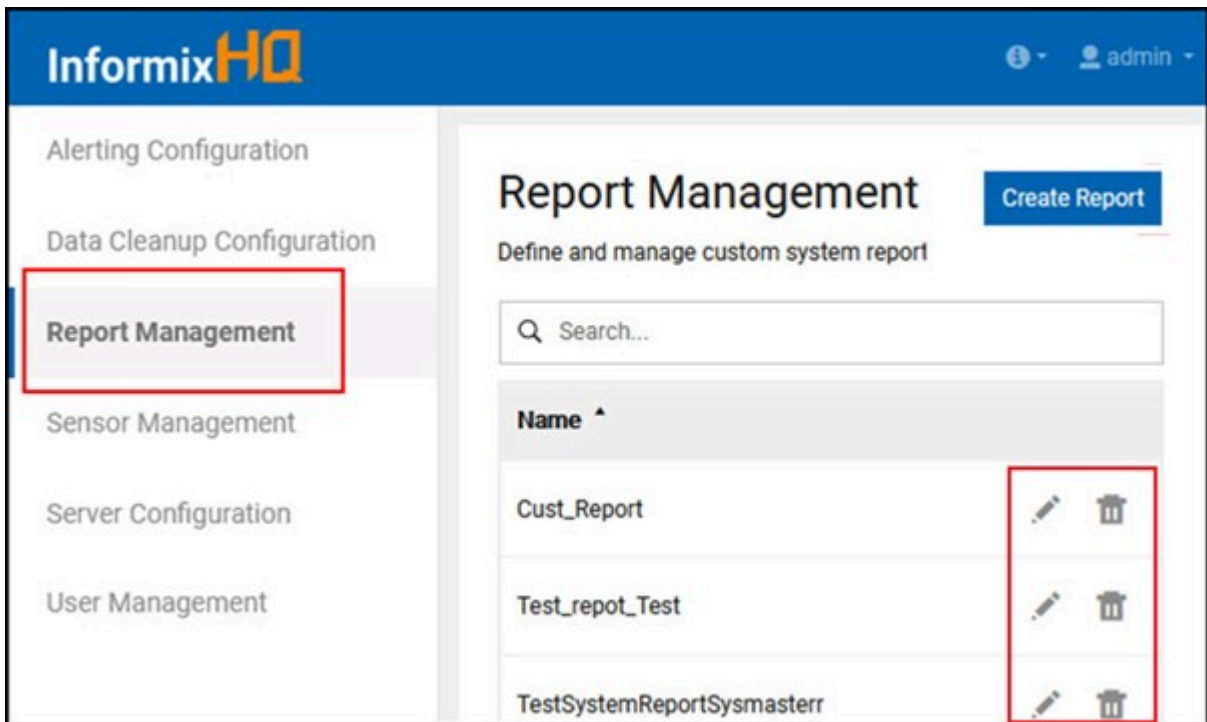 InformixHQ
admin
Alerting Configuration
Data Cleanup Configuration
Report Management
Sensor Management
Server Configuration
User Management
Report Management
Create Report
Define and manage custom system report
Search...
Name
Cust_Report
Test_repot_Test
TestSystemReportSysmasterr